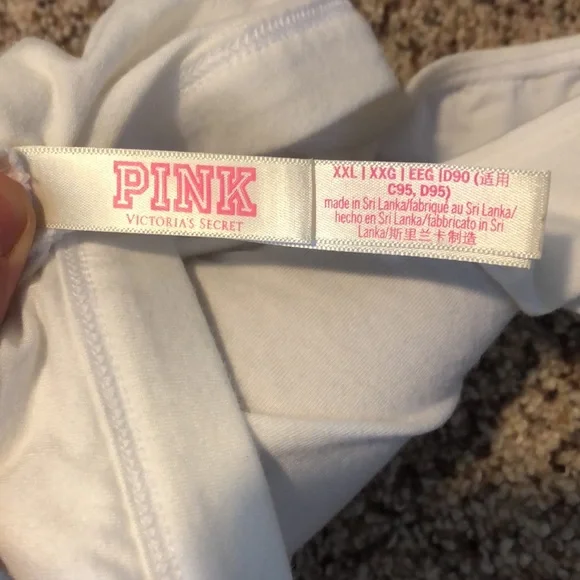 PINK
VICTORIA'S SECRET
XXL | XXG | EEG |D90 (适用
C95, D95)
made in Sri Lanka/fabriqué au Sri Lanka/
hecho en Sri Lanka/fabbricato in Sri
Lanka/斯里兰卡制造